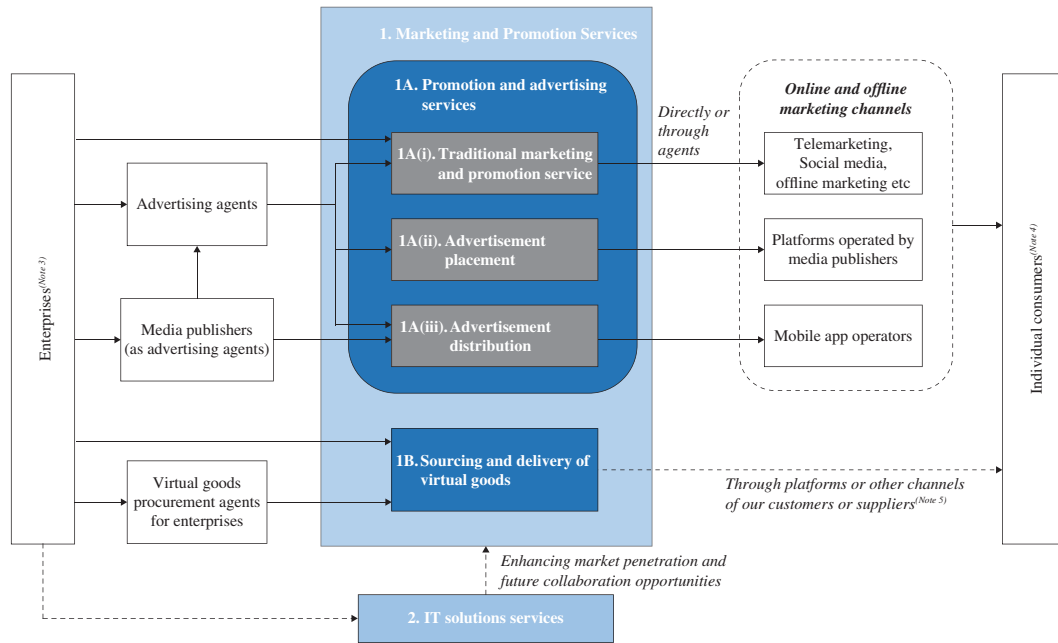 1. Marketing and Promotion Services
1A. Promotion and advertising
services
Enterprises(Note 3)
Advertising agents
Media publishers
(as advertising agents)
Virtual goods
procurement agents
for enterprises
1A(i). Traditional marketing
and promotion service
1A(ii). Advertisement
placement
1A(iii). Advertisement
distribution
1B. Sourcing and delivery of
virtual goods
Directly or
through
agents
Online and offline
marketing channels
Telemarketing,
Social media,
offline marketing etc
Platforms operated by
media publishers
Mobile app operators
Individual consumers(Note 4)
Through platforms or other channels
of our customers or suppliers(Note 5)
Enhancing market penetration and
future collaboration opportunities
2. IT solutions services